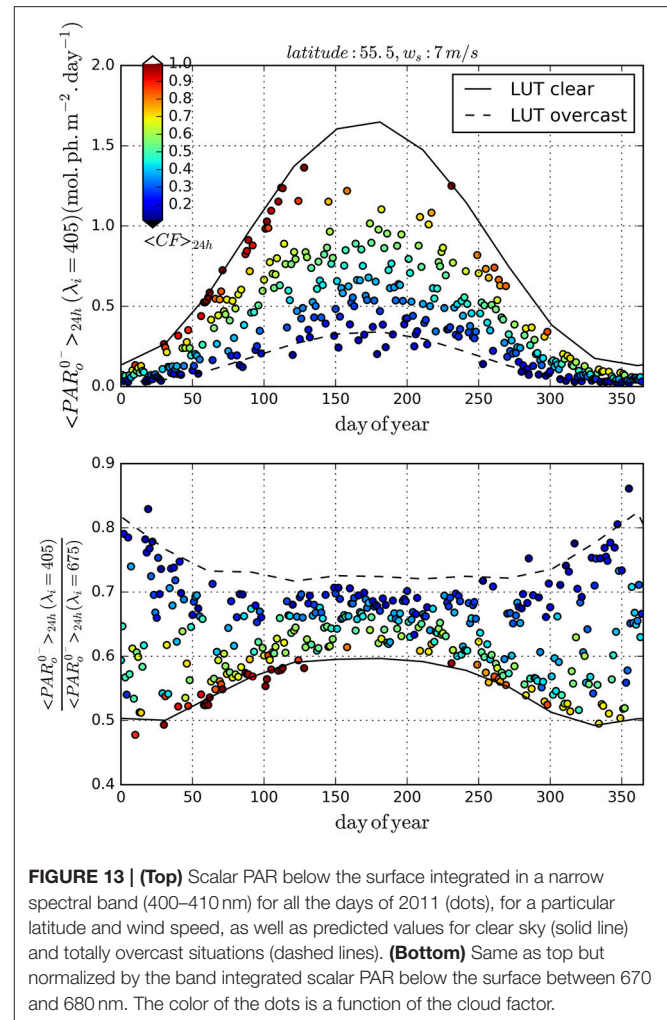 latitude : 55.5, w_s : 7 m/s
2.0
1.5
1.0
0.5
0.0
1.0
0.9
0.8
0.7
0.6
0.5
0.4
0.3
0.2
<CF>_24h
LUT clear
LUT overcast
<PAR_o^0^->_24h (λ_i = 405)(mol. ph. m^−2. day^−1)
0 50 100 150 200 250 300 350
day of year
0.9
0.8
0.7
0.6
0.5
0.4
<PAR_o^0^->_24h (λ_i = 405)
<PAR_o^0^->_24h (λ_i = 675)
0 50 100 150 200 250 300 350
day of year
FIGURE 13 | (Top) Scalar PAR below the surface integrated in a narrow
spectral band (400–410 nm) for all the days of 2011 (dots), for a particular
latitude and wind speed, as well as predicted values for clear sky (solid line)
and totally overcast situations (dashed lines). (Bottom) Same as top but
normalized by the band integrated scalar PAR below the surface between 670
and 680 nm. The color of the dots is a function of the cloud factor.